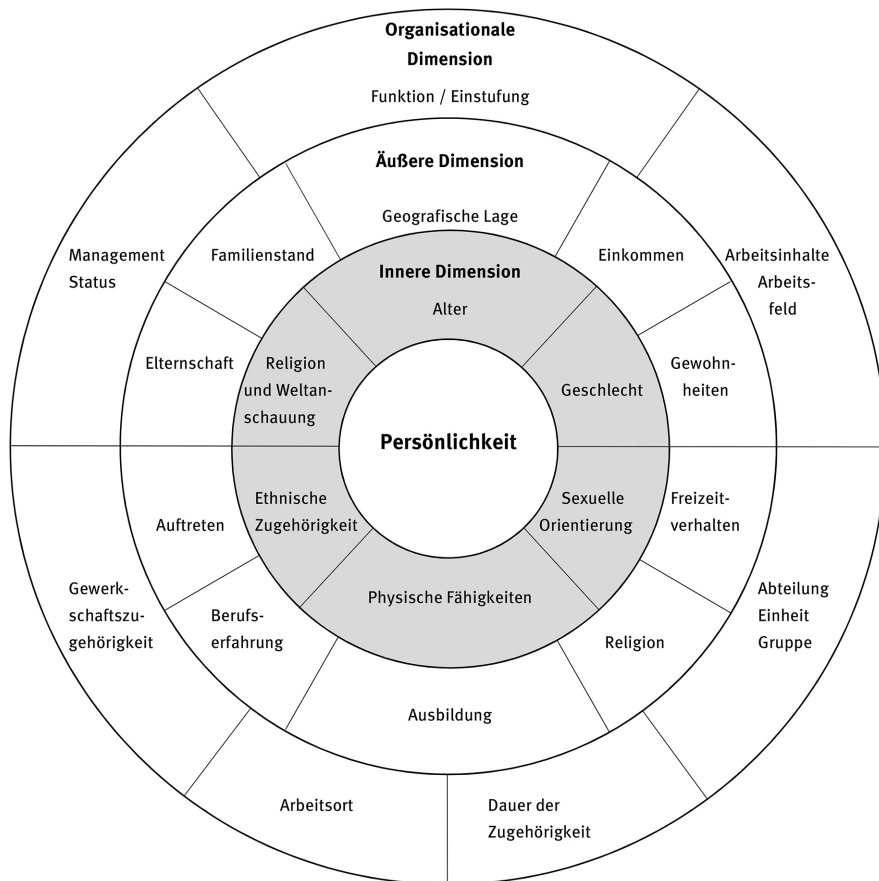 Organisationale
Dimension
Funktion / Einstufung
Äußere Dimension
Geografische Lage
Innere Dimension
Alter
Persönlichkeit
Management
Status
Familienstand
Einkommen
Arbeitsinhalte
Arbeits-
feld
Elternschaft
Religion
und Weltan-
schauung
Geschlecht
Gewohn-
heiten
Auftreten
Ethnische
Zugehörigkeit
Sexuelle
Orientierung
Freizeit-
verhalten
Gewerk-
schaftszu-
gehörigkeit
Berufs-
erfahrung
Physische Fähigkeiten
Religion
Abteilung
Einheit
Gruppe
Ausbildung
Arbeitsort
Dauer der
Zugehörigkeit